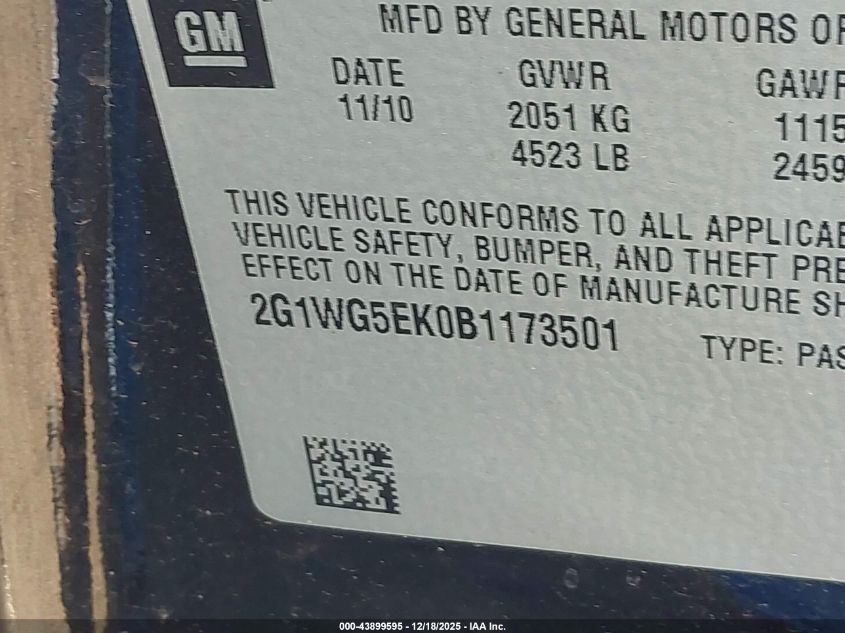 GM
MFD BY GENERAL MOTORS OF
DATE GVWR GAWR
11/10 2051 KG 1115
4523 LB 2459
THIS VEHICLE CONFORMS TO ALL APPLICAB
VEHICLE SAFETY, BUMPER, AND THEFT PRE
EFFECT ON THE DATE OF MANUFACTURE SH
2G1WG5EK0B1173501
TYPE: PAS
000-43899595 - 12/18/2025 - IAA Inc.